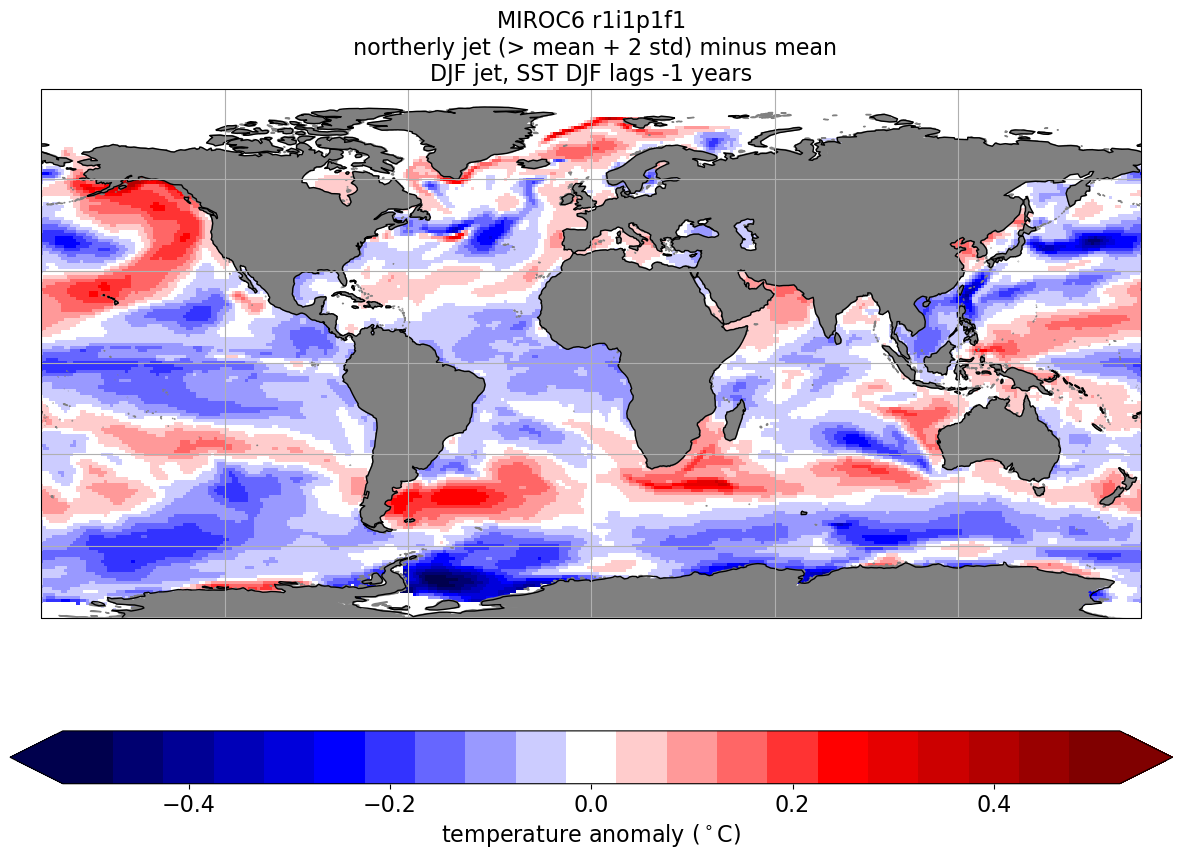 MIROC6 r1i1p1f1
northerly jet (> mean + 2 std) minus mean
DJF jet, SST DJF lags -1 years
−0.4 −0.2 0.0 0.2 0.4
temperature anomaly (°C)